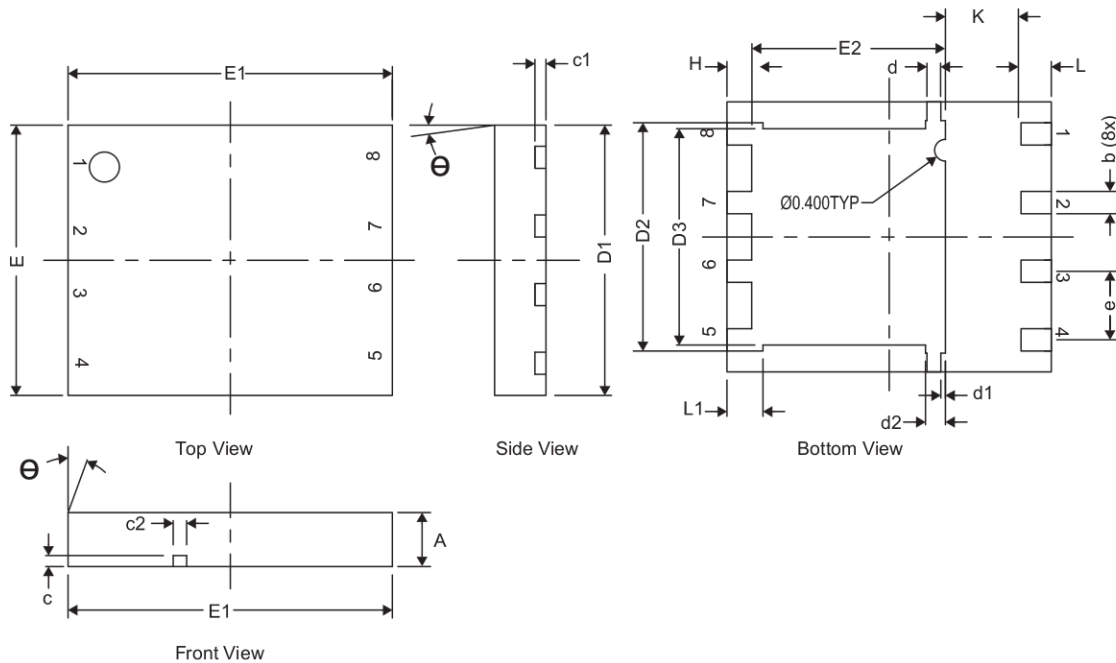 E1
c1
Θ
1
2
3
4
8
7
6
5
E
D1
Top View
Side View
K
E2
H
d
L
8
7
6
5
1
2
3
4
b (8x)
Ø0.400TYP
D2
D3
e
L1
d1
d2
Bottom View
Θ
c2
A
c
E1
Front View